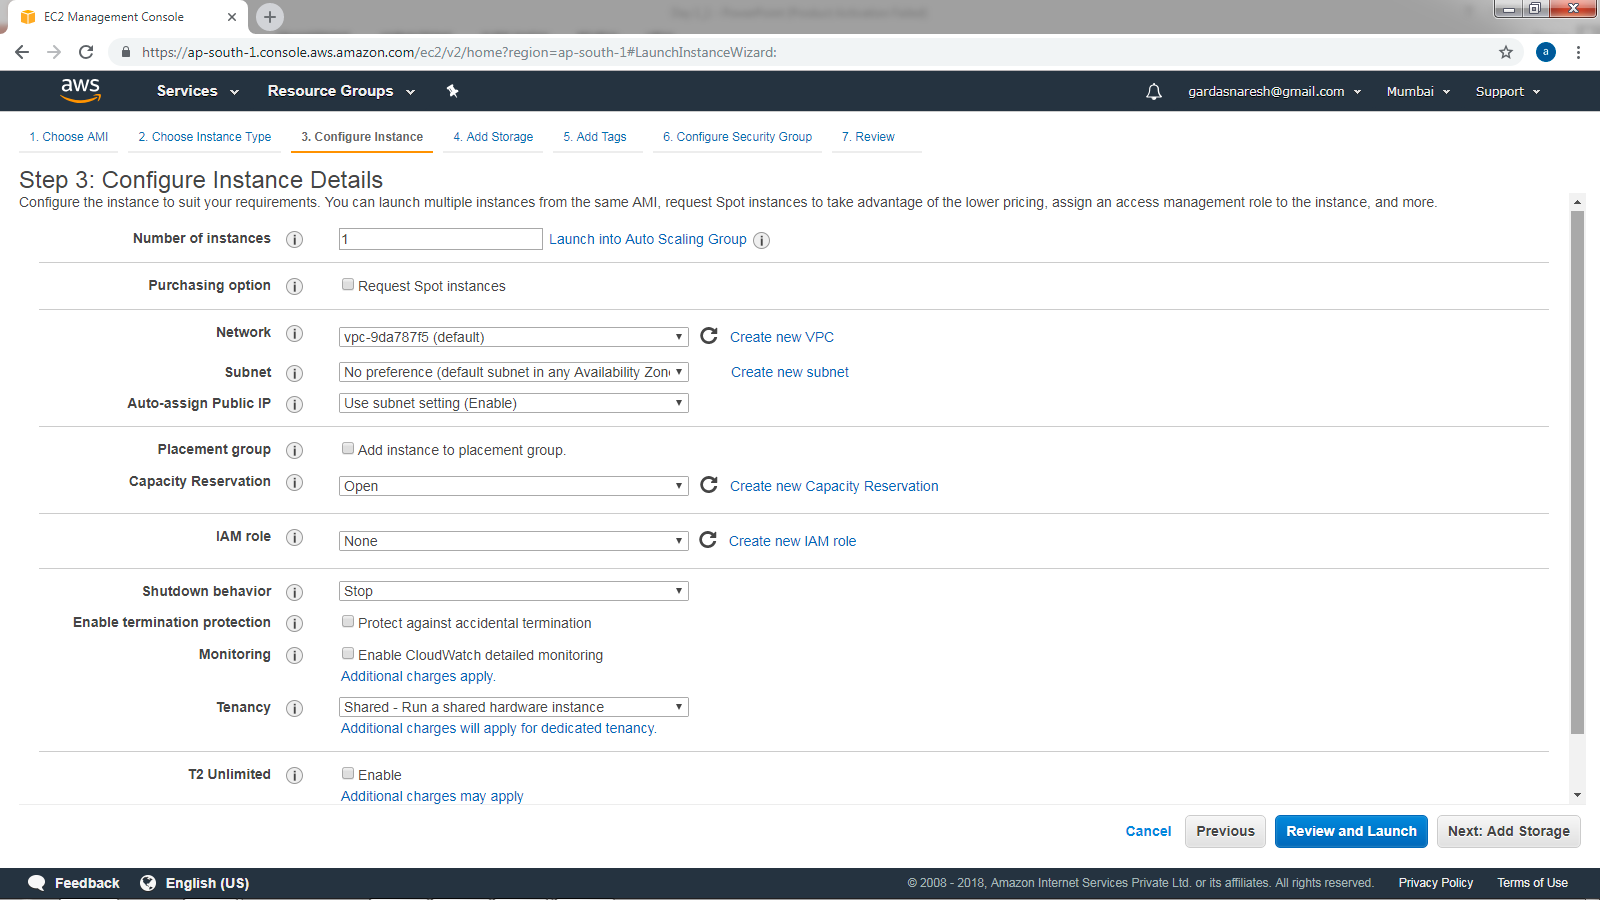 EC2 Management Console
https://ap-south-1.console.aws.amazon.com/ec2/v2/home?region=ap-south-1#LaunchInstanceWizard:
a
aws Services Resource Groups gardasnaresh@gmail.com Mumbai Support
1. Choose AMI 2. Choose Instance Type 3. Configure Instance 4. Add Storage 5. Add Tags 6. Configure Security Group 7. Review
Step 3: Configure Instance Details
Configure the instance to suit your requirements. You can launch multiple instances from the same AMI, request Spot instances to take advantage of the lower pricing, assign an access management role to the instance, and more.
Number of instances i 1 Launch into Auto Scaling Group i
Purchasing option i Request Spot instances
Network i vpc-9da787f5 (default) Create new VPC
Subnet i No preference (default subnet in any Availability Zon Create new subnet
Auto-assign Public IP i Use subnet setting (Enable)
Placement group i Add instance to placement group.
Capacity Reservation i Open Create new Capacity Reservation
IAM role i None Create new IAM role
Shutdown behavior i Stop
Enable termination protection i Protect against accidental termination
Monitoring i Enable CloudWatch detailed monitoring
Additional charges apply.
Tenancy i Shared - Run a shared hardware instance
Additional charges will apply for dedicated tenancy.
T2 Unlimited i Enable
Additional charges may apply
Cancel Previous Review and Launch Next: Add Storage
Feedback English (US) © 2008 - 2018, Amazon Internet Services Private Ltd. or its affiliates. All rights reserved. Privacy Policy Terms of Use